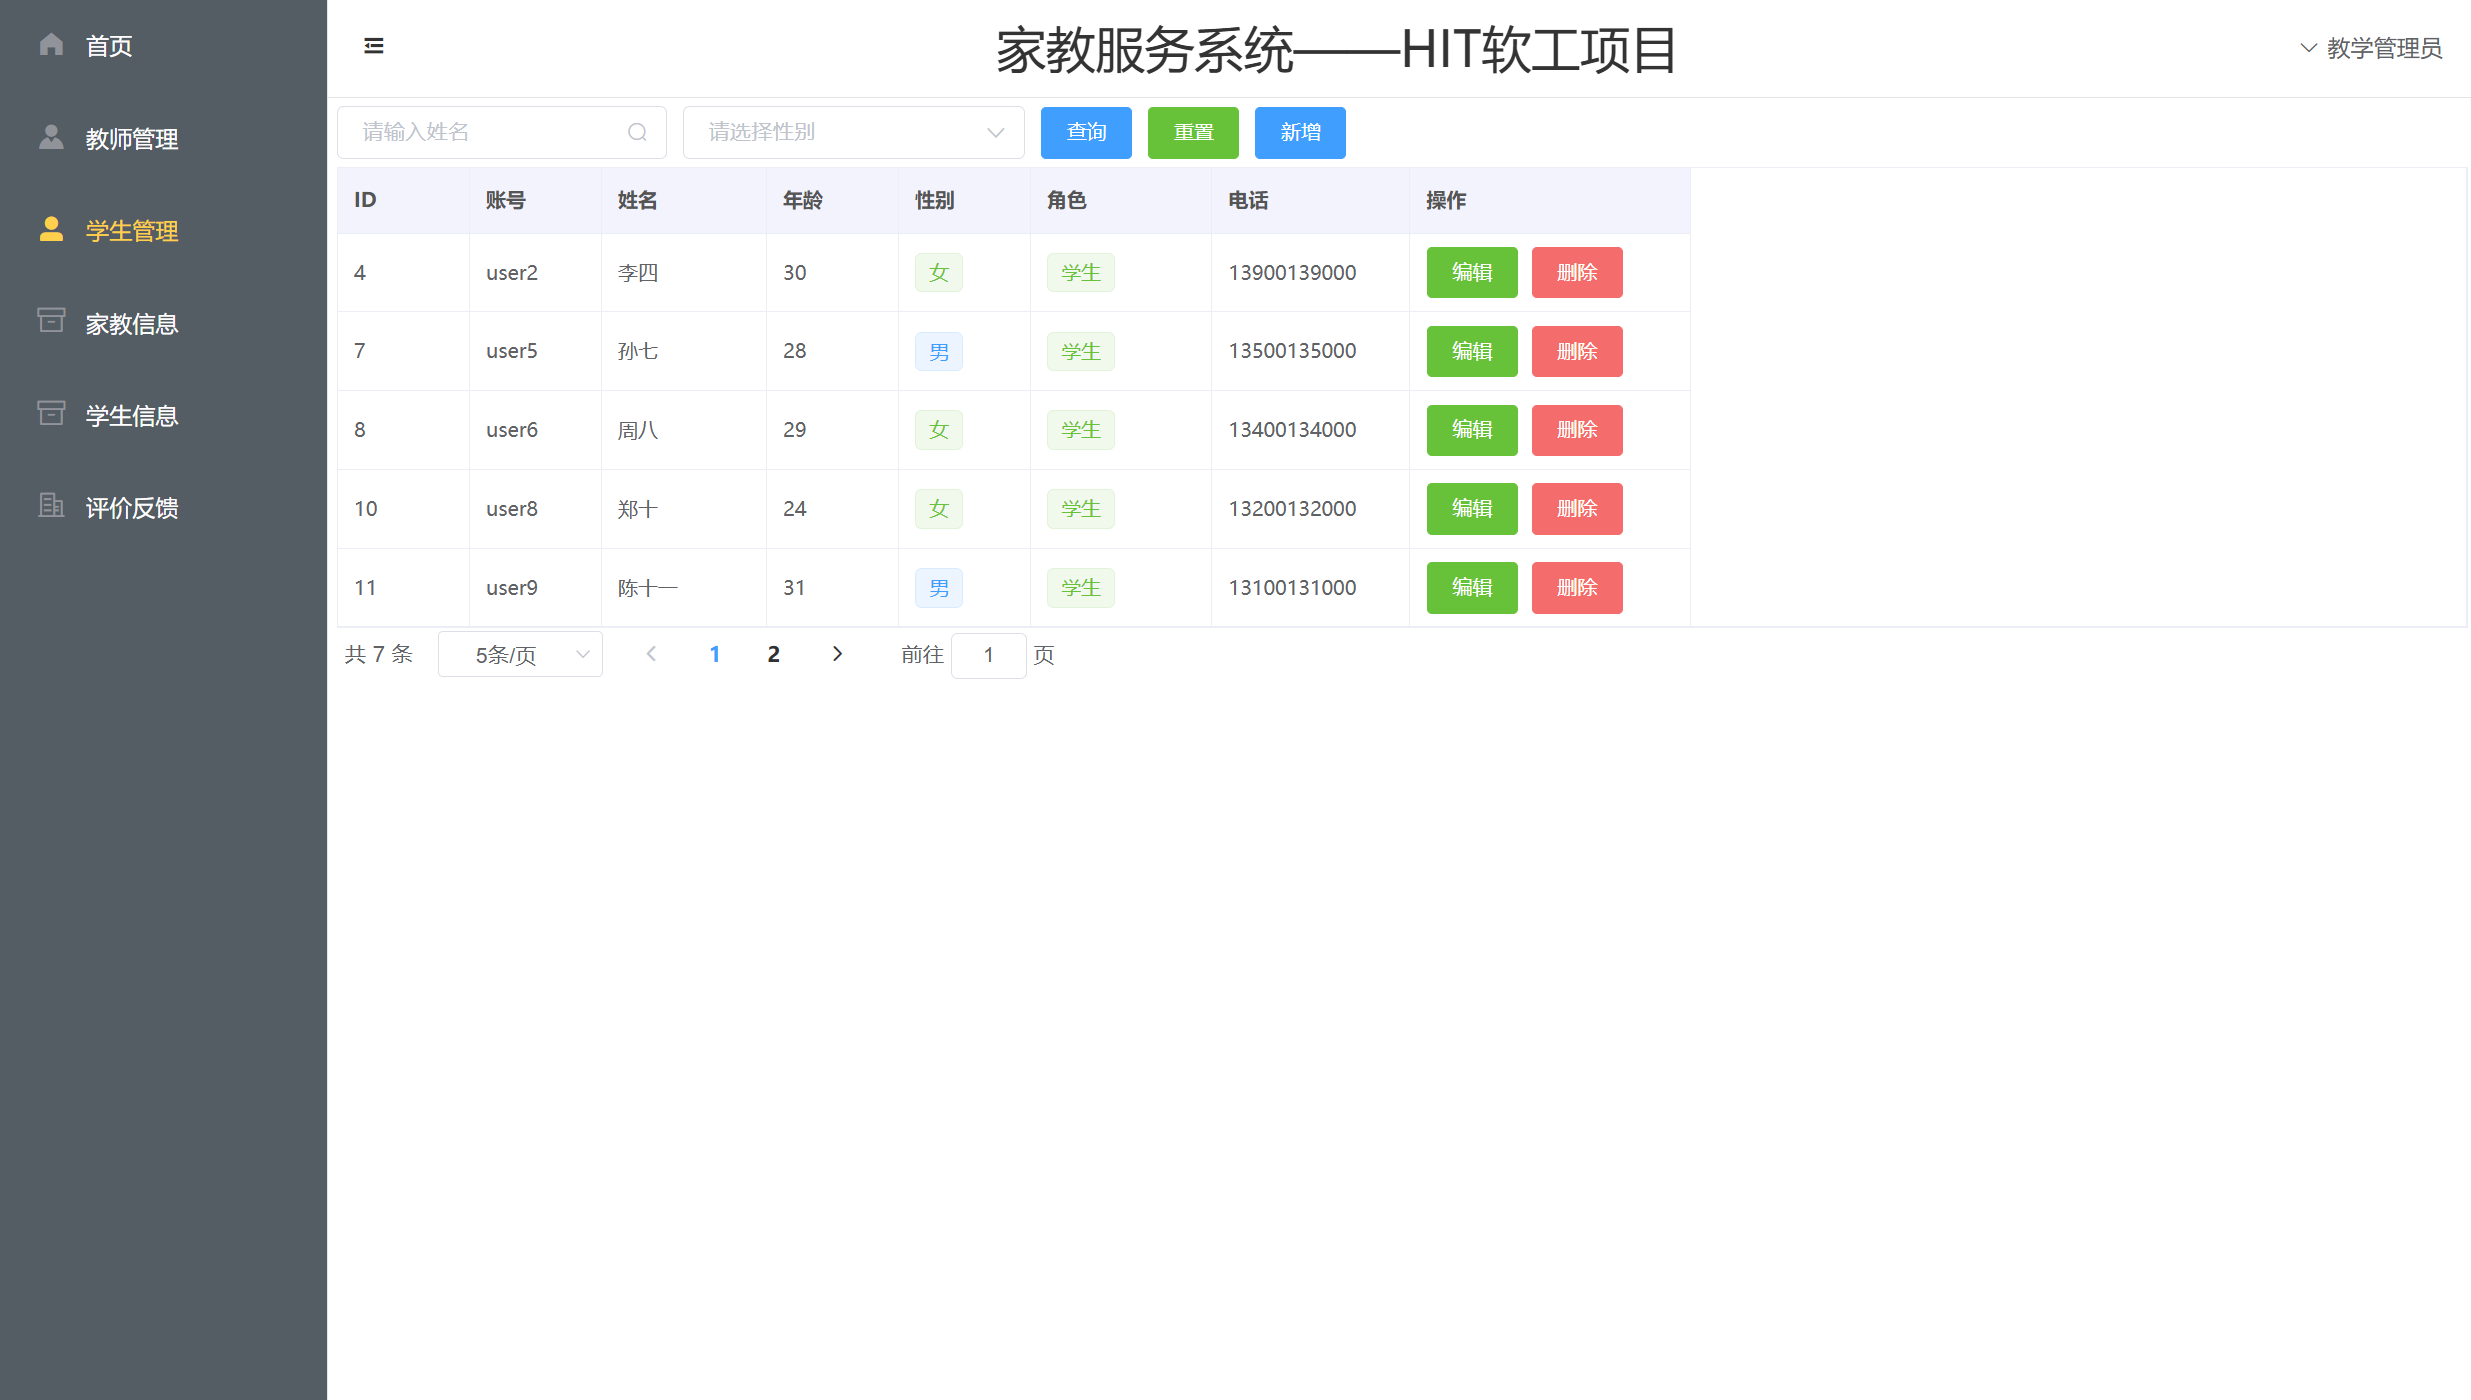 首页
教师管理
学生管理
家教信息
学生信息
评价反馈
家教服务系统——HIT软工项目
教学管理员
请输入姓名 请选择性别 查询 重置 新增
ID 账号 姓名 年龄 性别 角色 电话 操作
4 user2 李四 30 女 学生 13900139000 编辑 删除
7 user5 孙七 28 男 学生 13500135000 编辑 删除
8 user6 周八 29 女 学生 13400134000 编辑 删除
10 user8 郑十 24 女 学生 13200132000 编辑 删除
11 user9 陈十一 31 男 学生 13100131000 编辑 删除
共 7 条 5条/页 1 2 前往 1 页